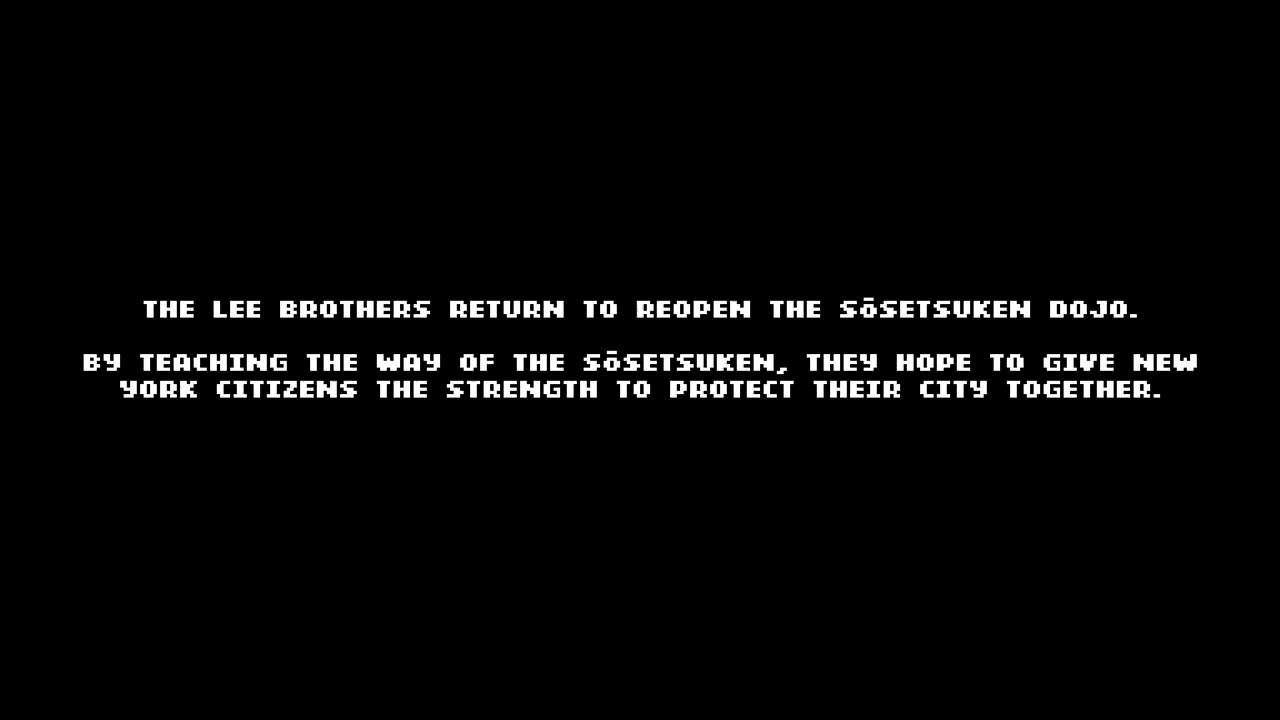 THE LEE BROTHERS RETURN TO REOPEN THE SōSETSUKEN DOJO.
BY TEACHING THE WAY OF THE SōSETSUKEN, THEY HOPE TO GIVE NEW
YORK CITIZENS THE STRENGTH TO PROTECT THEIR CITY TOGETHER.